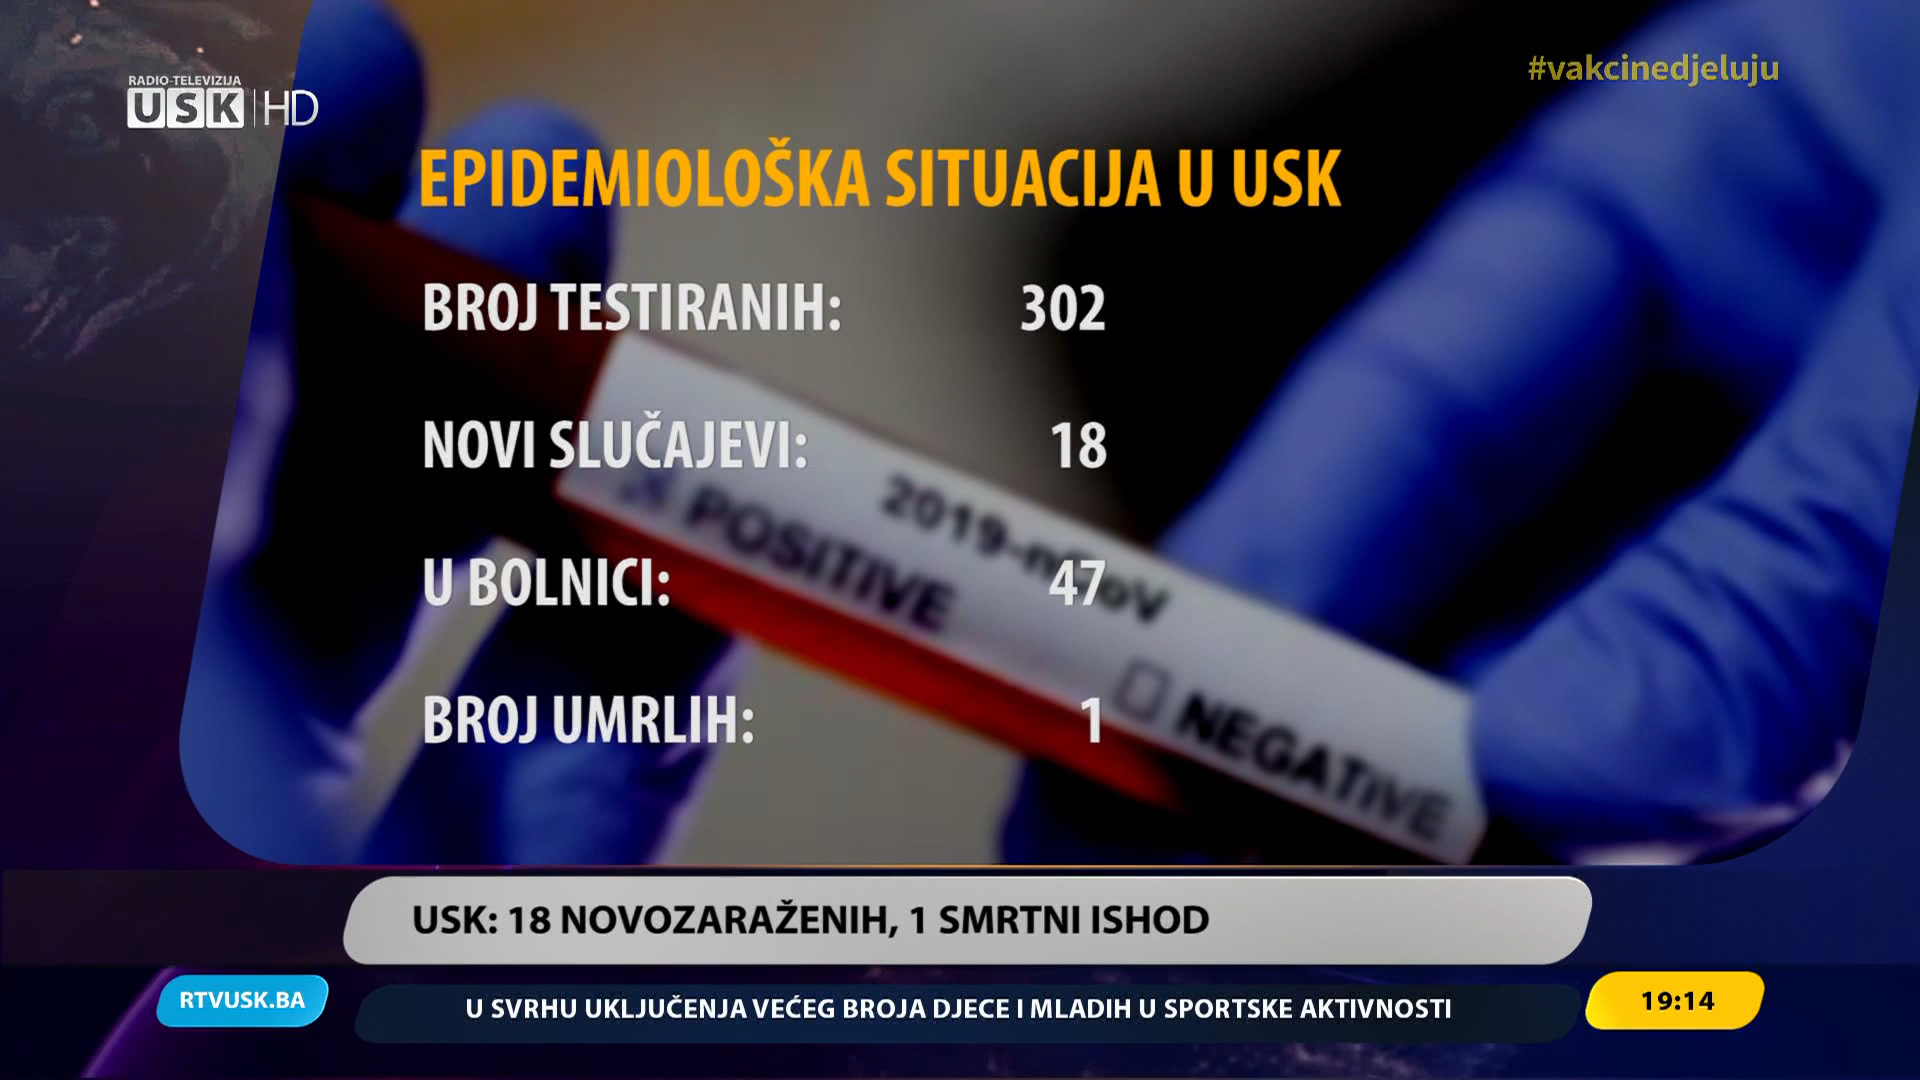 RADIO-TELEVIZIJA
USK HD
#vakcinedjeluju
EPIDEMIOLOŠKA SITUACIJA U USK
BROJ TESTIRANIH: 302
NOVI SLUČAJEVI: 18
2019-nCoV
POSITIVE
U BOLNICI: 47
NEGATIVE
BROJ UMRLIH: 1
USK: 18 NOVOZARAŽENIH, 1 SMRTNI ISHOD
RTVUSK.BA
U SVRHU UKLJUČENJA VEĆEG BROJA DJECE I MLADIH U SPORTSKE AKTIVNOSTI
19:14